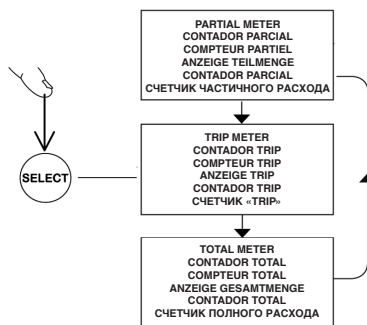 PARTIAL METER
CONTADOR PARCIAL
COMPTEUR PARTIEL
ANZEIGE TEILMENGE
CONTADOR PARCIAL
СЧЕТЧИК ЧАСТИЧНОГО РАСХОДА
SELECT
TRIP METER
CONTADOR TRIP
COMPTEUR TRIP
ANZEIGE TRIP
CONTADOR TRIP
СЧЕТЧИК «TRIP»
TOTAL METER
CONTADOR TOTAL
COMPTEUR TOTAL
ANZEIGE GESAMTMENGE
CONTADOR TOTAL
СЧЕТЧИК ПОЛНОГО РАСХОДА